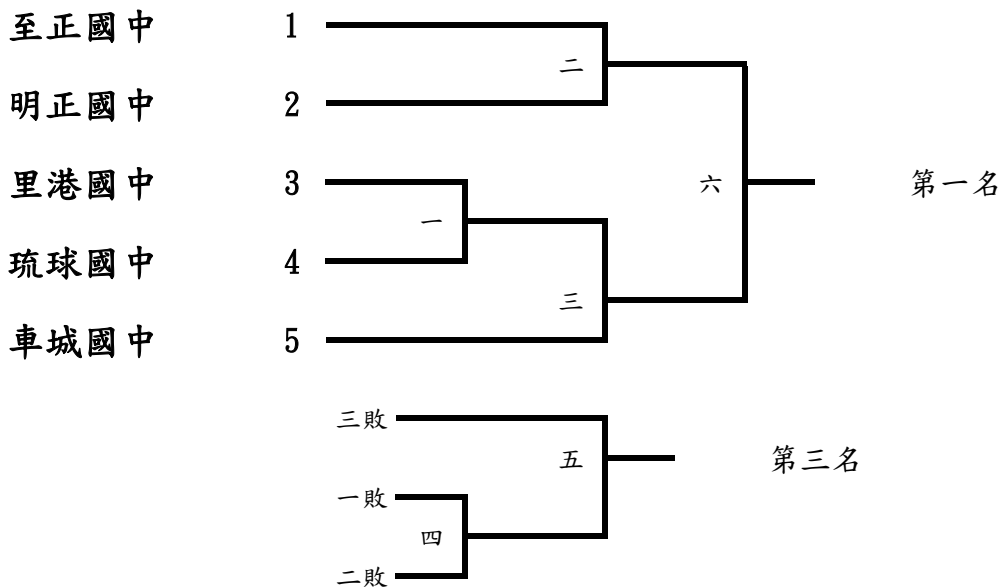 至正國中 1
二
明正國中 2
里港國中 3
六 第一名
一
琉球國中 4
三
車城國中 5
三敗
五 第三名
一敗
四
二敗